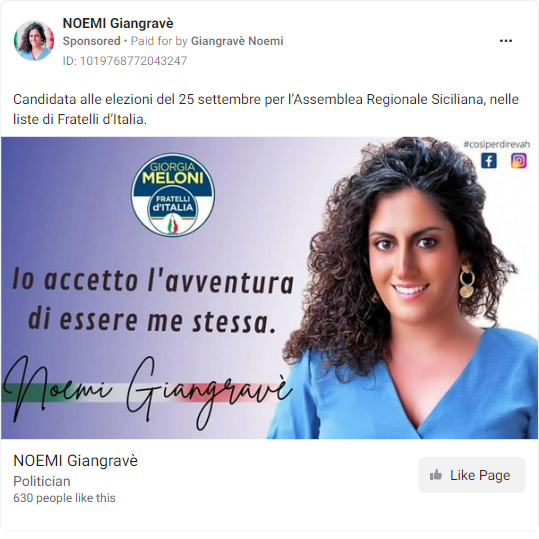 NOEMI Giangravè
Sponsored • Paid for by Giangravè Noemi
ID: 1019768772043247
Candidata alle elezioni del 25 settembre per l'Assemblea Regionale Siciliana, nelle
liste di Fratelli d'Italia.
#cosìperdirevah
GIORGIA
MELONI
FRATELLI
d'ITALIA
Io accetto l'avventura
di essere me stessa.
Noemi Giangravè
NOEMI Giangravè
Politician
630 people like this
Like Page